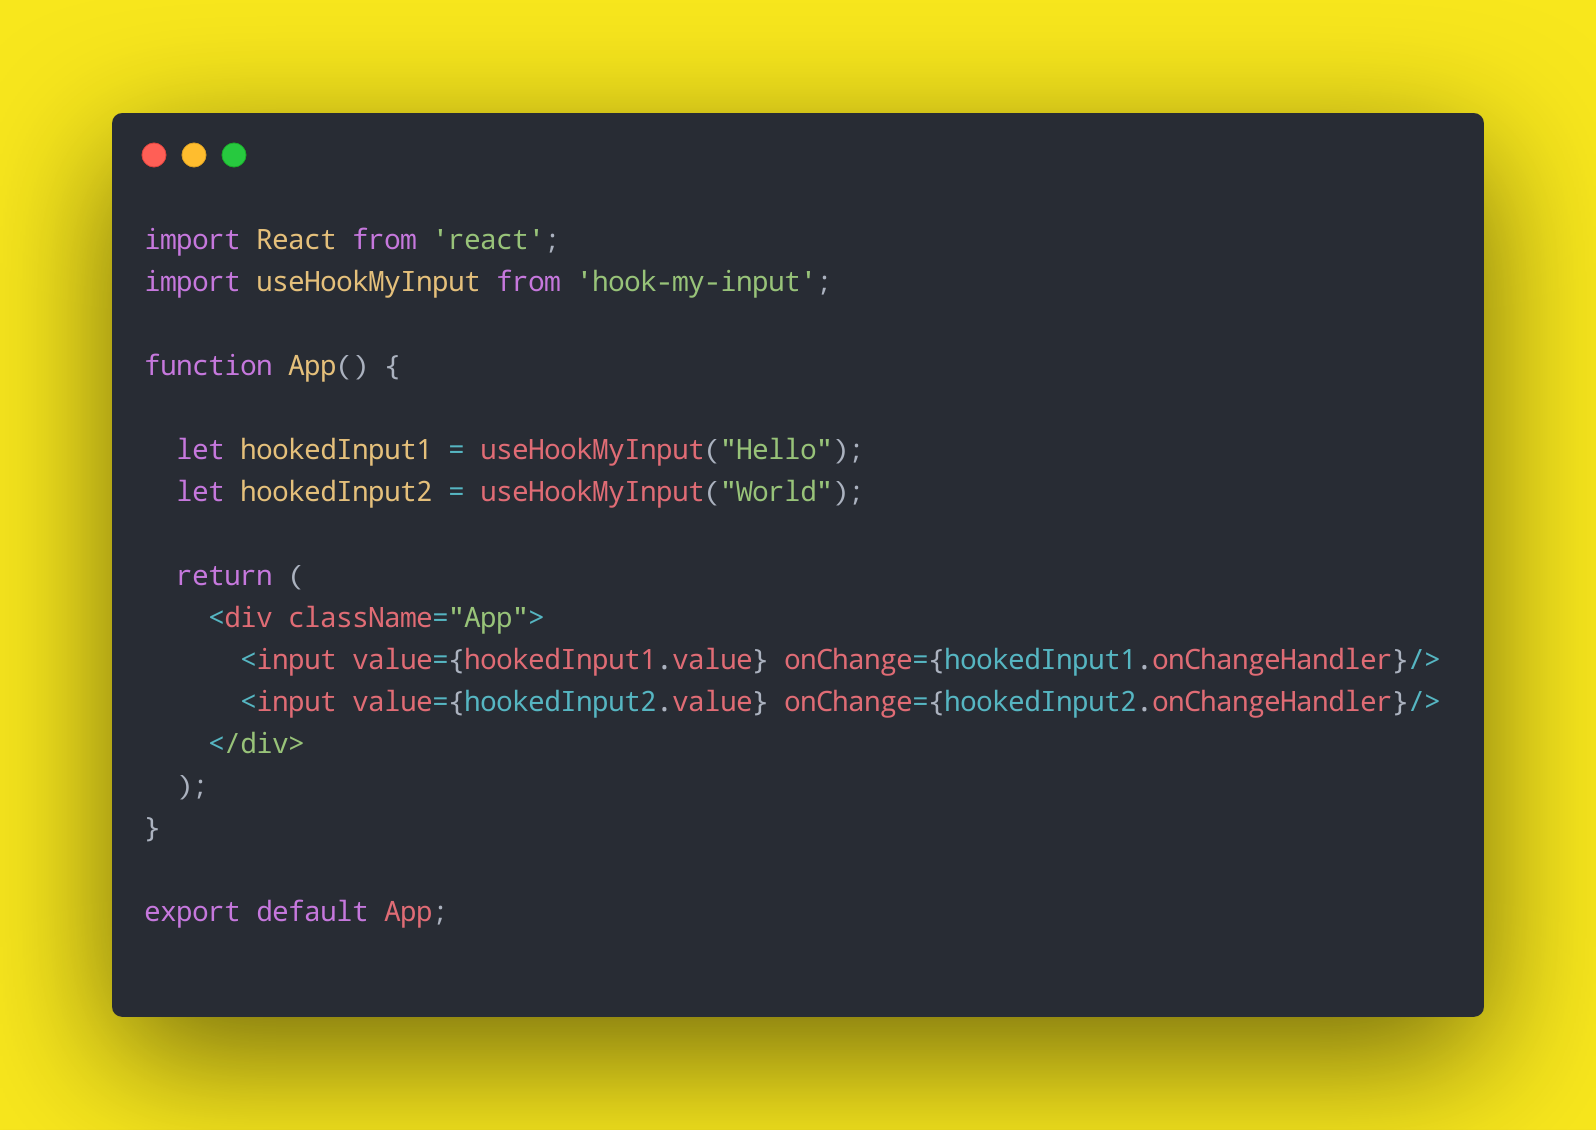 import React from 'react';
import useHookMyInput from 'hook-my-input';
function App() {
let hookedInput1 = useHookMyInput("Hello");
let hookedInput2 = useHookMyInput("World");
return (
<div className="App">
<input value={hookedInput1.value} onChange={hookedInput1.onChangeHandler}/>
<input value={hookedInput2.value} onChange={hookedInput2.onChangeHandler}/>
</div>
);
}
export default App;